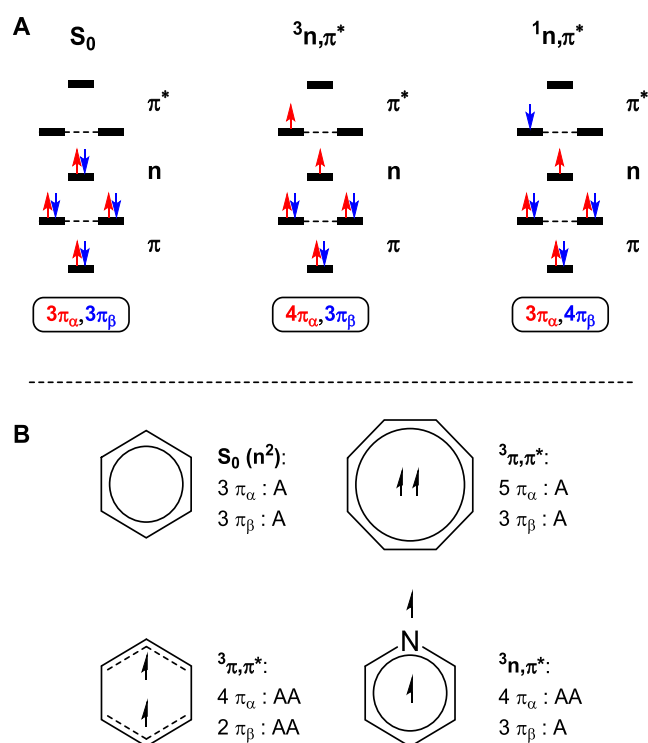 A
S₀ ³n,π* ¹n,π*
π* π*
n n
π π
3πα,3πβ 4πα,3πβ 3πα,4πβ
B
S₀ (n²):
3 πα : A
3 πβ : A
³π,π*:
5 πα : A
3 πβ : A
³π,π*:
4 πα : AA
2 πβ : AA
N
³n,π*:
4 πα : AA
3 πβ : A